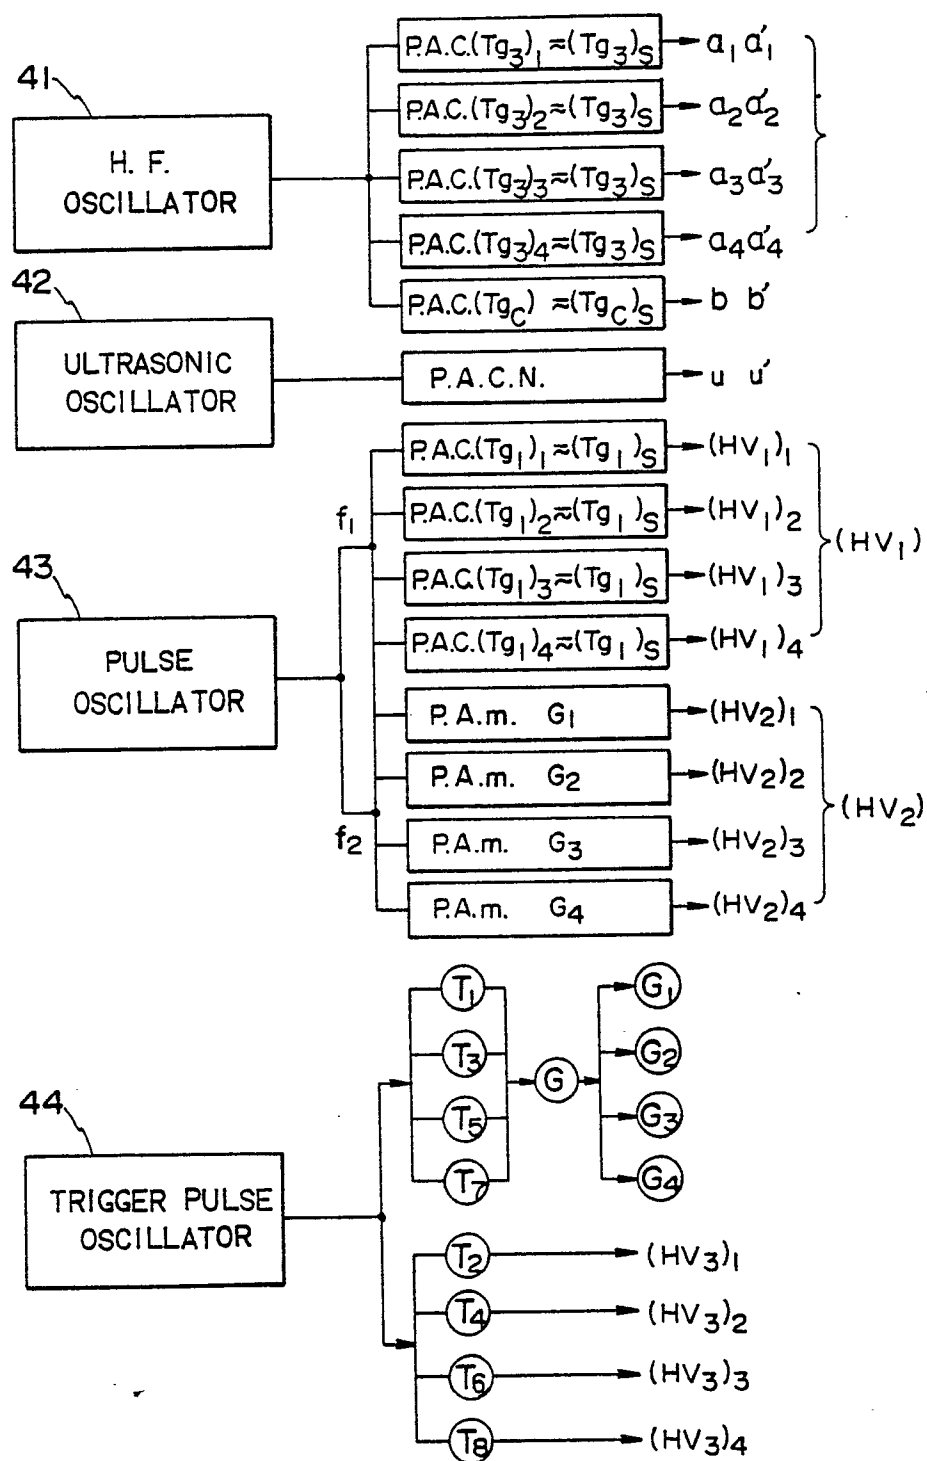 41
H. F.
OSCILLATOR
P.A.C.(Tg₃)₁≈(Tg₃)S a₁ a′₁
P.A.C.(Tg₃)₂≈(Tg₃)S a₂ a′₂
P.A.C.(Tg₃)₃≈(Tg₃)S a₃ a′₃
P.A.C.(Tg₃)₄≈(Tg₃)S a₄ a′₄
P.A.C.(Tg_C) ≈(Tg_C)S b b′
42
ULTRASONIC
OSCILLATOR
P.A.C.N. u u′
43
PULSE
OSCILLATOR
f₁
P.A.C.(Tg₁)₁≈(Tg₁)S (HV₁)₁
P.A.C.(Tg₁)₂≈(Tg₁)S (HV₁)₂
P.A.C.(Tg₁)₃≈(Tg₁)S (HV₁)₃
P.A.C.(Tg₁)₄≈(Tg₁)S (HV₁)₄
(HV₁)
f₂
P.A.m. G₁ (HV₂)₁
P.A.m. G₂ (HV₂)₂
P.A.m. G₃ (HV₂)₃
P.A.m. G₄ (HV₂)₄
(HV₂)
44
TRIGGER PULSE
OSCILLATOR
T₁
T₃
T₅
T₇
G
G₁
G₂
G₃
G₄
T₂ (HV₃)₁
T₄ (HV₃)₂
T₆ (HV₃)₃
T₈ (HV₃)₄